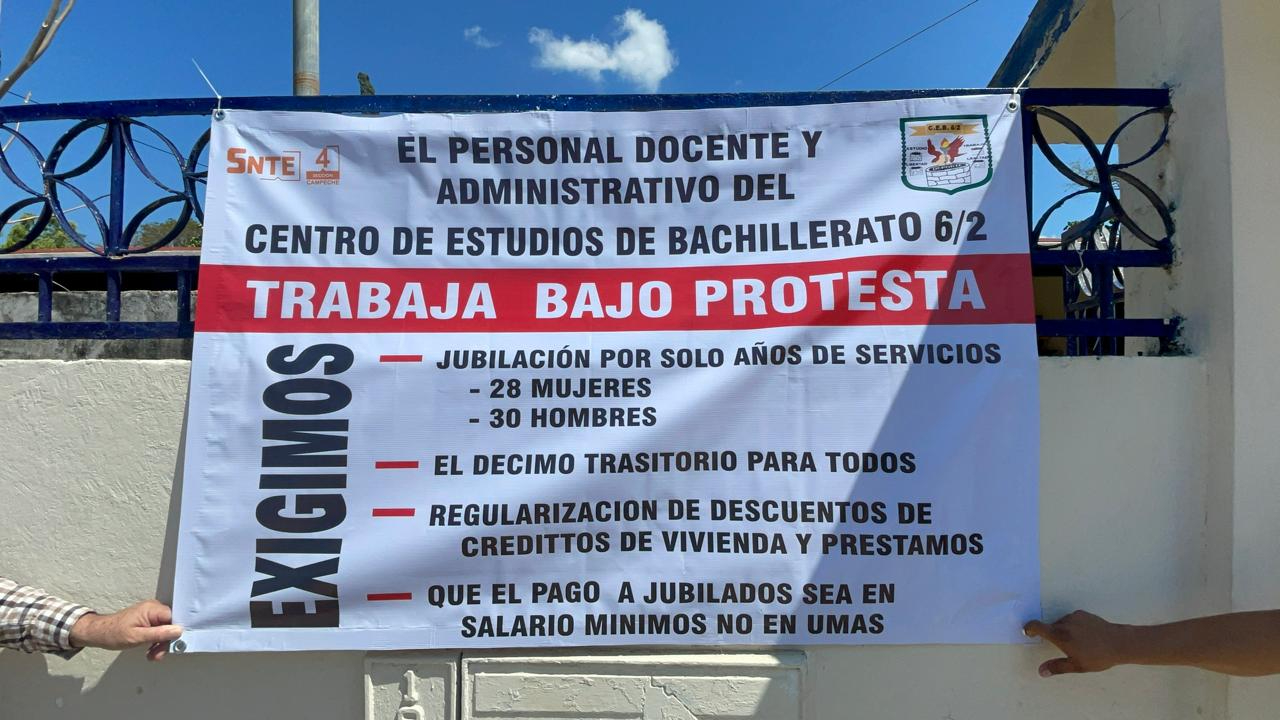 SNTE
4
SECCIÓN
CAMPECHE
C.E.B. 6/2
EL PERSONAL DOCENTE Y
ADMINISTRATIVO DEL
CENTRO DE ESTUDIOS DE BACHILLERATO 6/2
TRABAJA BAJO PROTESTA
EXIGIMOS
JUBILACIÓN POR SOLO AÑOS DE SERVICIOS
- 28 MUJERES
- 30 HOMBRES
EL DECIMO TRASITORIO PARA TODOS
REGULARIZACION DE DESCUENTOS DE
CREDITTOS DE VIVIENDA Y PRESTAMOS
QUE EL PAGO A JUBILADOS SEA EN
SALARIO MINIMOS NO EN UMAS